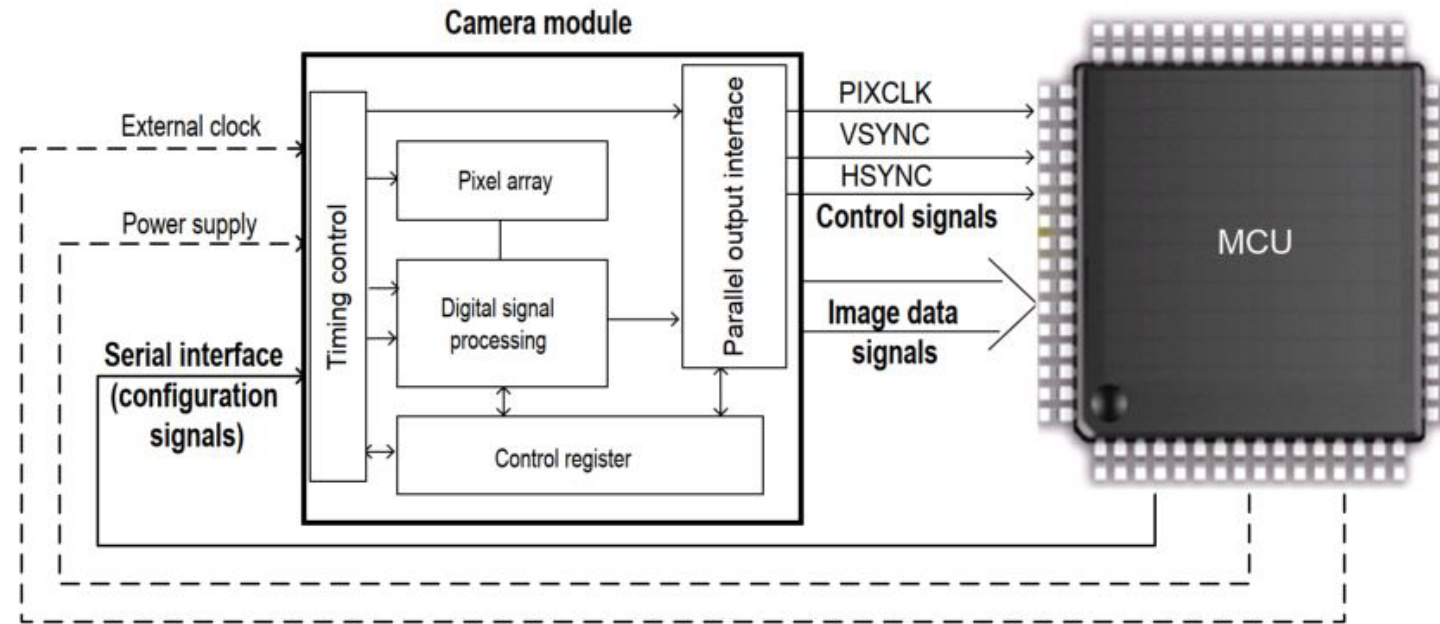 Camera module
External clock
Power supply
Serial interface
(configuration
signals)
Timing control
Pixel array
Digital signal
processing
Control register
Parallel output interface
PIXCLK
VSYNC
HSYNC
Control signals
Image data
signals
MCU